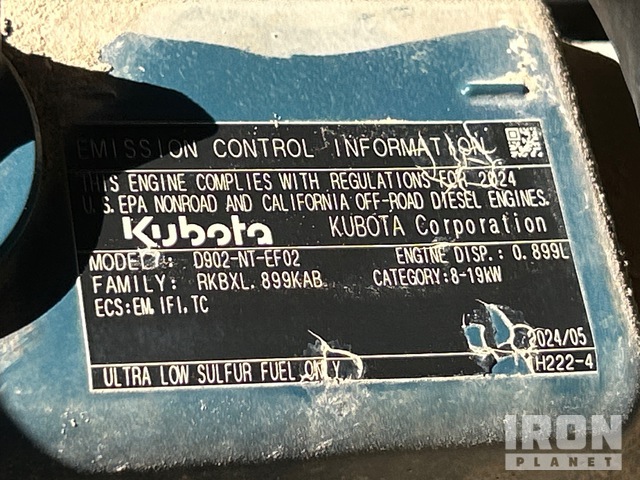 EMISSION CONTROL INFORMATION
THIS ENGINE COMPLIES WITH REGULATIONS FOR 2024
U.S. EPA NONROAD AND CALIFORNIA OFF-ROAD DIESEL ENGINES.
Kubota KUBOTA Corporation
MODEL: D902-NT-EF02 ENGINE DISP.: 0.899L
FAMILY: RKBXL.899KAB CATEGORY:8-19kW
ECS:EM, IFI, TC
2024/05
ULTRA LOW SULFUR FUEL ONLY H222-4
IRON
PLANET